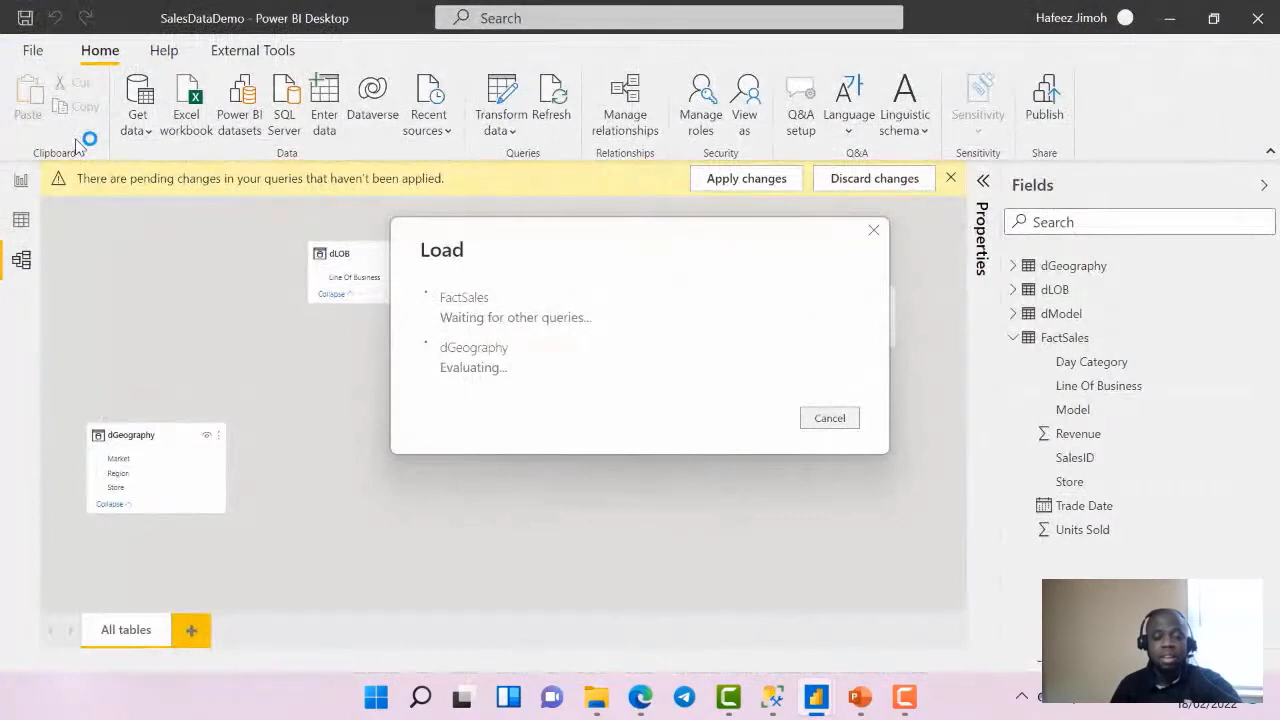 SalesDataDemo - Power BI Desktop
Search
Hafeez Jimoh
File
Home
Help
External Tools
Paste
Cut
Copy
Clipboard
Get data
Excel workbook
Power BI datasets
SQL Server
Enter data
Dataverse
Recent sources
Data
Transform data
Refresh
Queries
Manage relationships
Relationships
Manage roles
View as
Security
Q&A setup
Language
Linguistic schema
Q&A
Sensitivity
Sensitivity
Publish
Share
There are pending changes in your queries that haven't been applied.
Apply changes
Discard changes
Properties
Fields
Search
dGeography
dLOB
dModel
FactSales
Day Category
Line Of Business
Model
Revenue
SalesID
Store
Trade Date
Units Sold
dLOB
Line Of Business
Collapse
Load
FactSales
Waiting for other queries...
dGeography
Evaluating...
Cancel
dGeography
Market
Region
Store
Collapse
All tables
18/02/2022